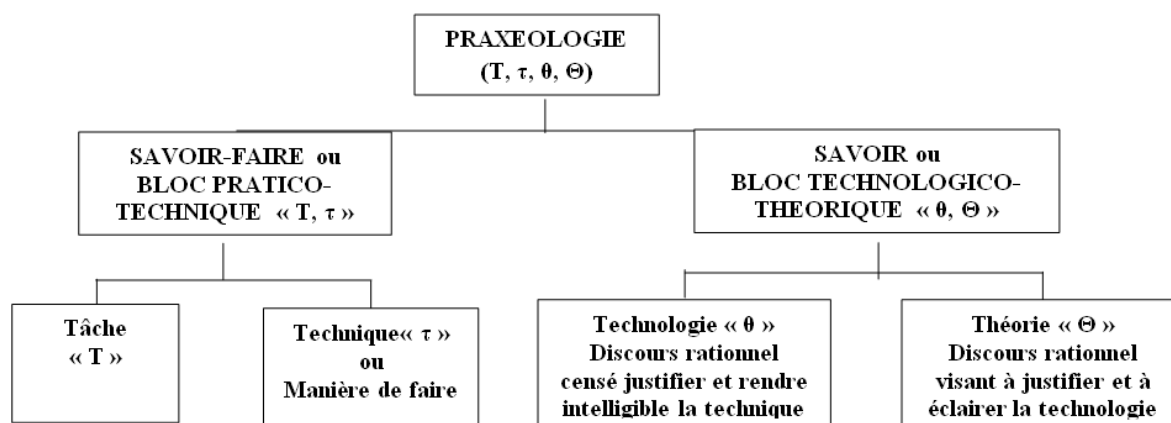 PRAXEOLOGIE
(T, τ, θ, Θ)
SAVOIR-FAIRE ou
BLOC PRATICO-
TECHNIQUE « T, τ »
SAVOIR ou
BLOC TECHNOLOGICO-
THEORIQUE « θ, Θ »
Tâche
« T »
Technique« τ »
ou
Manière de faire
Technologie « θ »
Discours rationnel
censé justifier et rendre
intelligible la technique
Théorie « Θ »
Discours rationnel
visant à justifier et à
éclairer la technologie